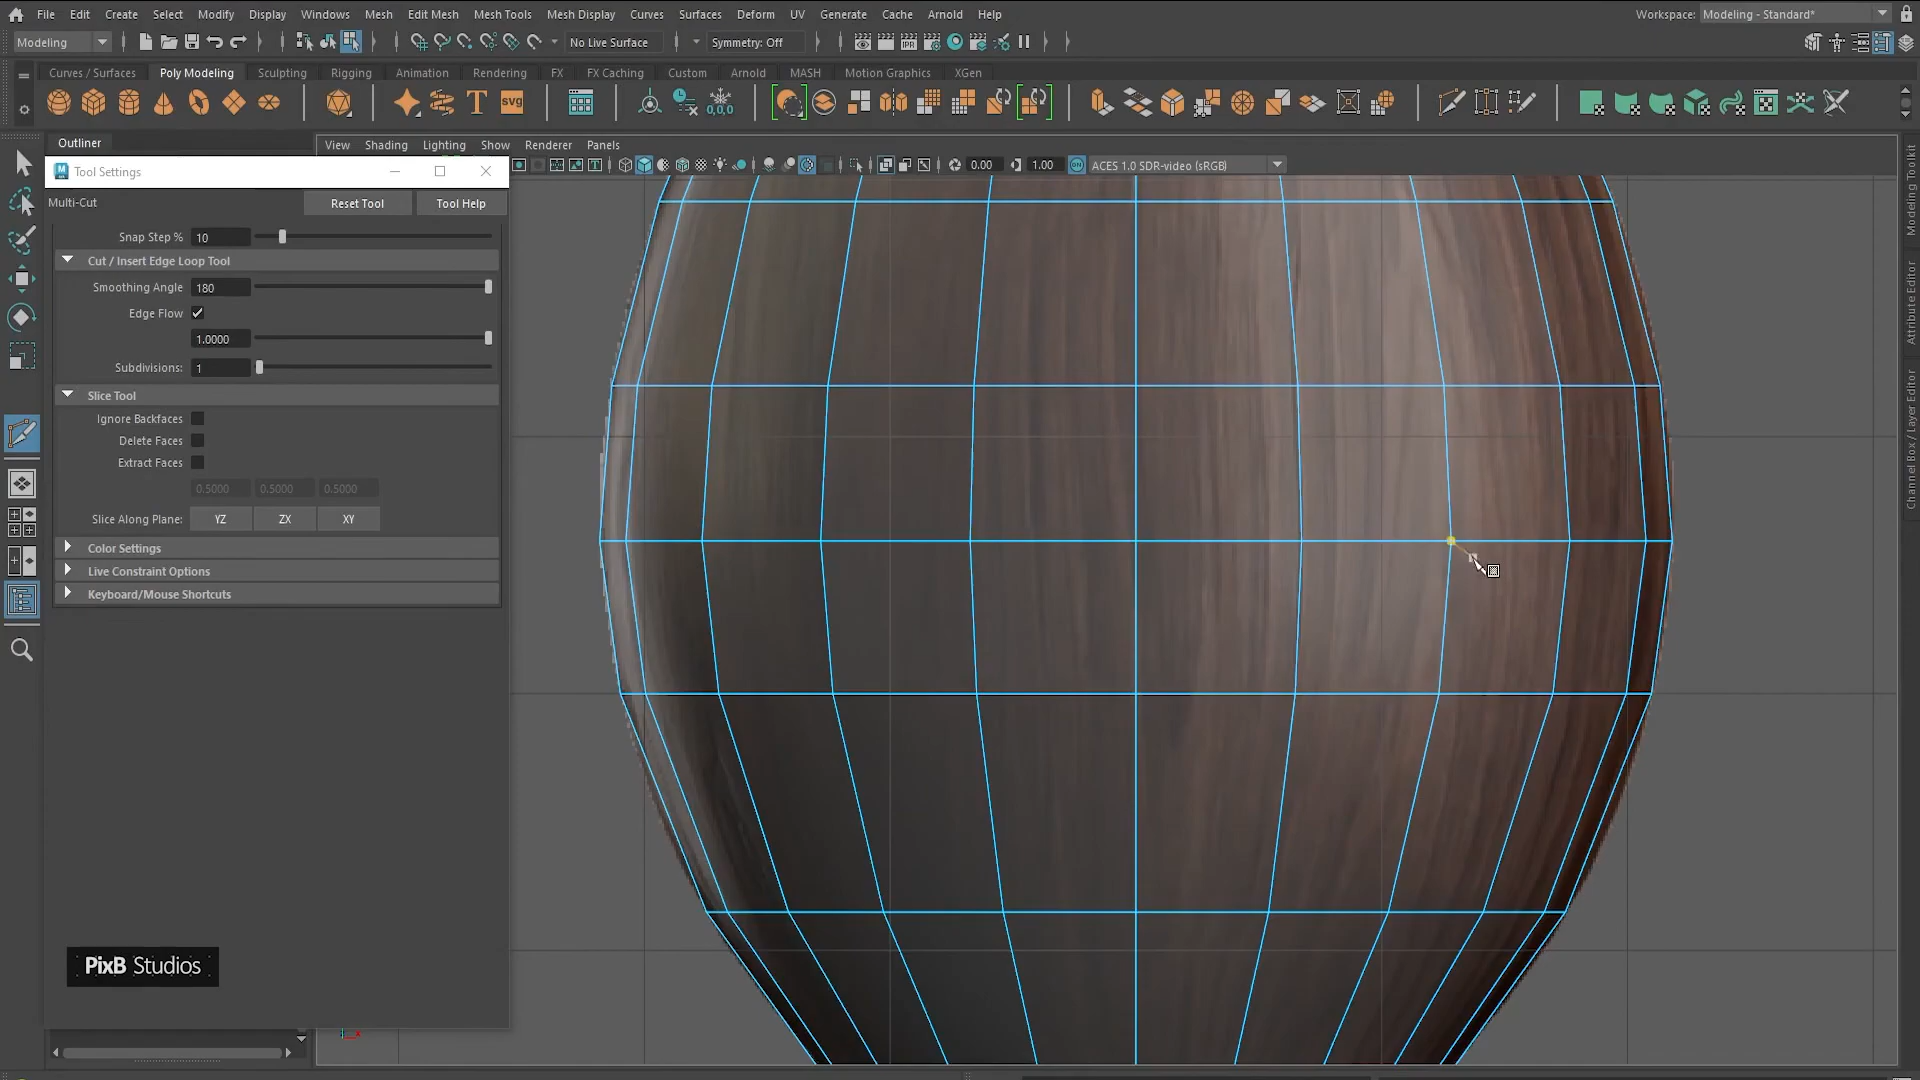 File Edit Create Select Modify Display Windows Mesh Edit Mesh Mesh Tools Mesh Display Curves Surfaces Deform UV Generate Cache Arnold Help Workspace: Modeling - Standard*
Modeling No Live Surface Symmetry: Off
Curves / Surfaces Poly Modeling Sculpting Rigging Animation Rendering FX FX Caching Custom Arnold MASH Motion Graphics XGen
T SVG 0,0,0 IPR
Outliner
View Shading Lighting Show Renderer Panels
Tool Settings
0.00 1.00 ACES 1.0 SDR-video (sRGB)
Multi-Cut Reset Tool Tool Help
Snap Step % 10
Cut / Insert Edge Loop Tool
Smoothing Angle 180
Edge Flow
1.0000
Subdivisions: 1
Slice Tool
Ignore Backfaces
Delete Faces
Extract Faces
0.5000 0.5000 0.5000
Slice Along Plane: YZ ZX XY
Color Settings
Live Constraint Options
Keyboard/Mouse Shortcuts
PixB Studios
x
Modeling Toolkit
Attribute Editor
Channel Box / Layer Editor